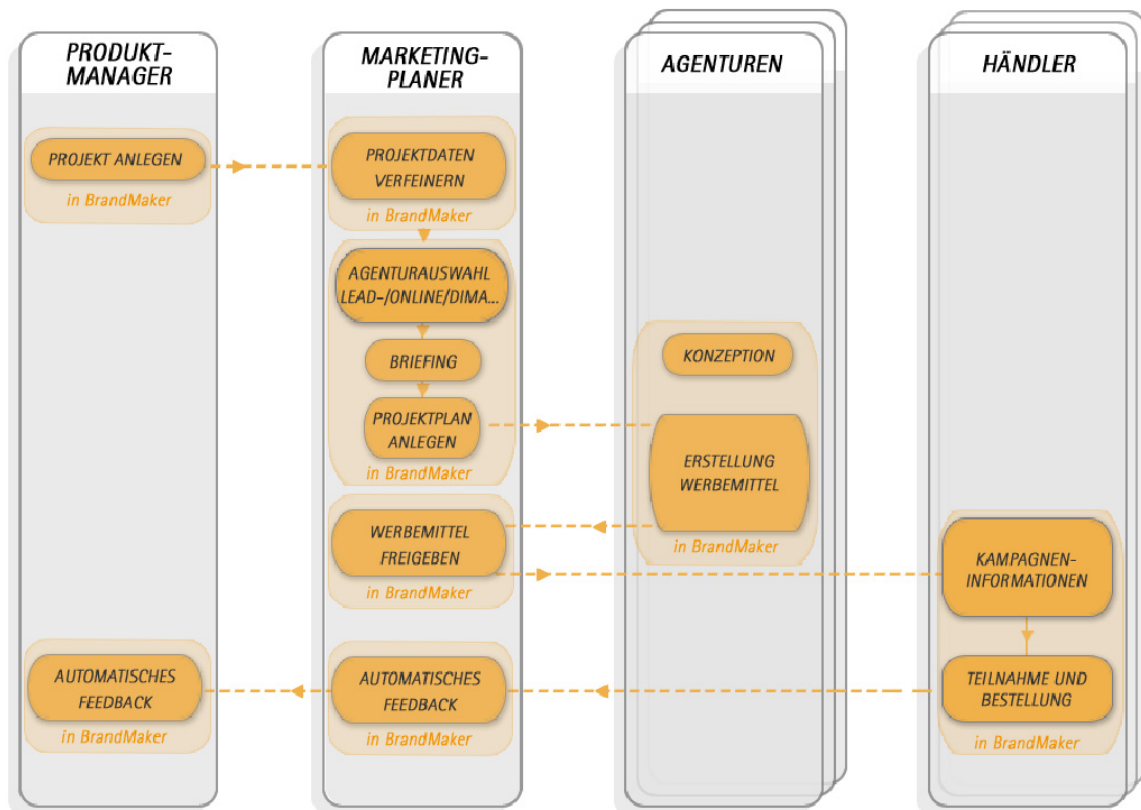 PRODUKT-
MANAGER
MARKETING-
PLANER
AGENTUREN
HÄNDLER
PROJEKT ANLEGEN
in BrandMaker
PROJEKTDATEN
VERFEINERN
in BrandMaker
AGENTURAUSWAHL
LEAD-/ONLINE/DIMA...
BRIEFING
PROJEKTPLAN
ANLEGEN
in BrandMaker
KONZEPTION
ERSTELLUNG
WERBEMITTEL
in BrandMaker
WERBEMITTEL
FREIGEBEN
in BrandMaker
KAMPAGNEN-
INFORMATIONEN
TEILNAHME UND
BESTELLUNG
in BrandMaker
AUTOMATISCHES
FEEDBACK
in BrandMaker
AUTOMATISCHES
FEEDBACK
in BrandMaker